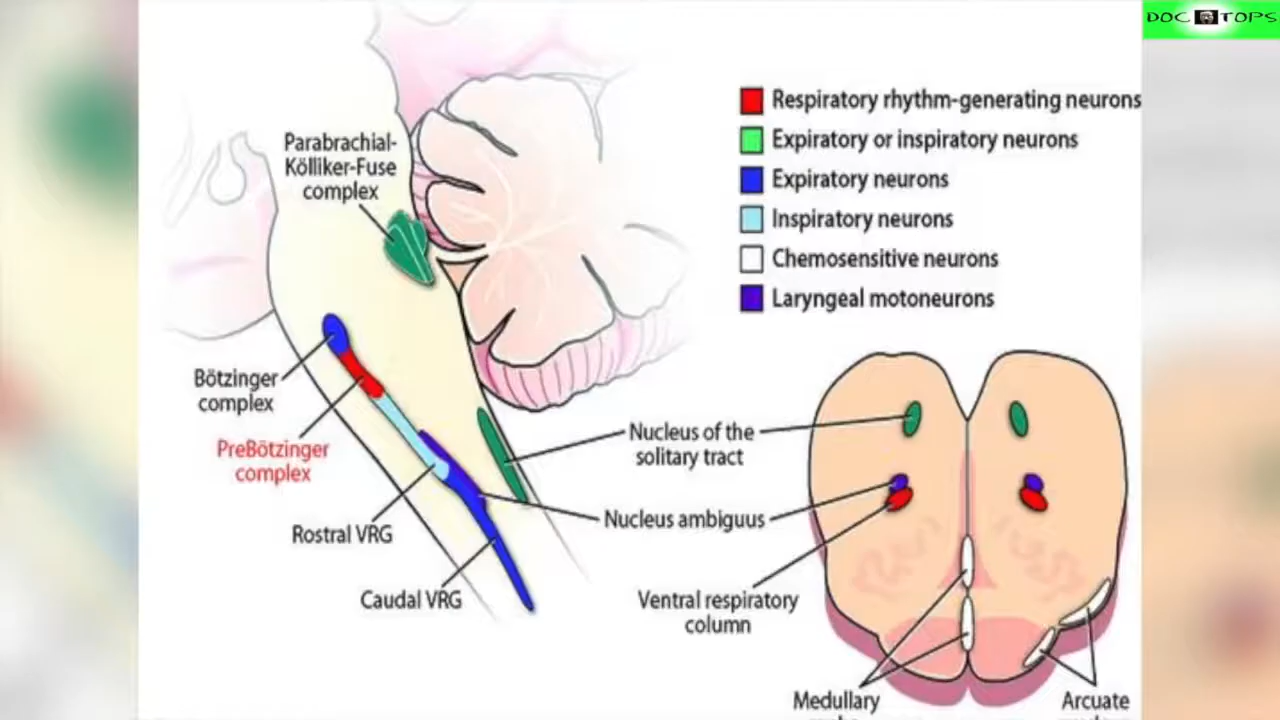 DOC TOPS
Respiratory rhythm-generating neurons
Expiratory or inspiratory neurons
Expiratory neurons
Inspiratory neurons
Chemosensitive neurons
Laryngeal motoneurons
Parabrachial-
Kölliker-Fuse
complex
Bötzinger
complex
PreBötzinger
complex
Rostral VRG
Caudal VRG
Nucleus of the
solitary tract
Nucleus ambiguus
Ventral respiratory
column
Medullary
Arcuate